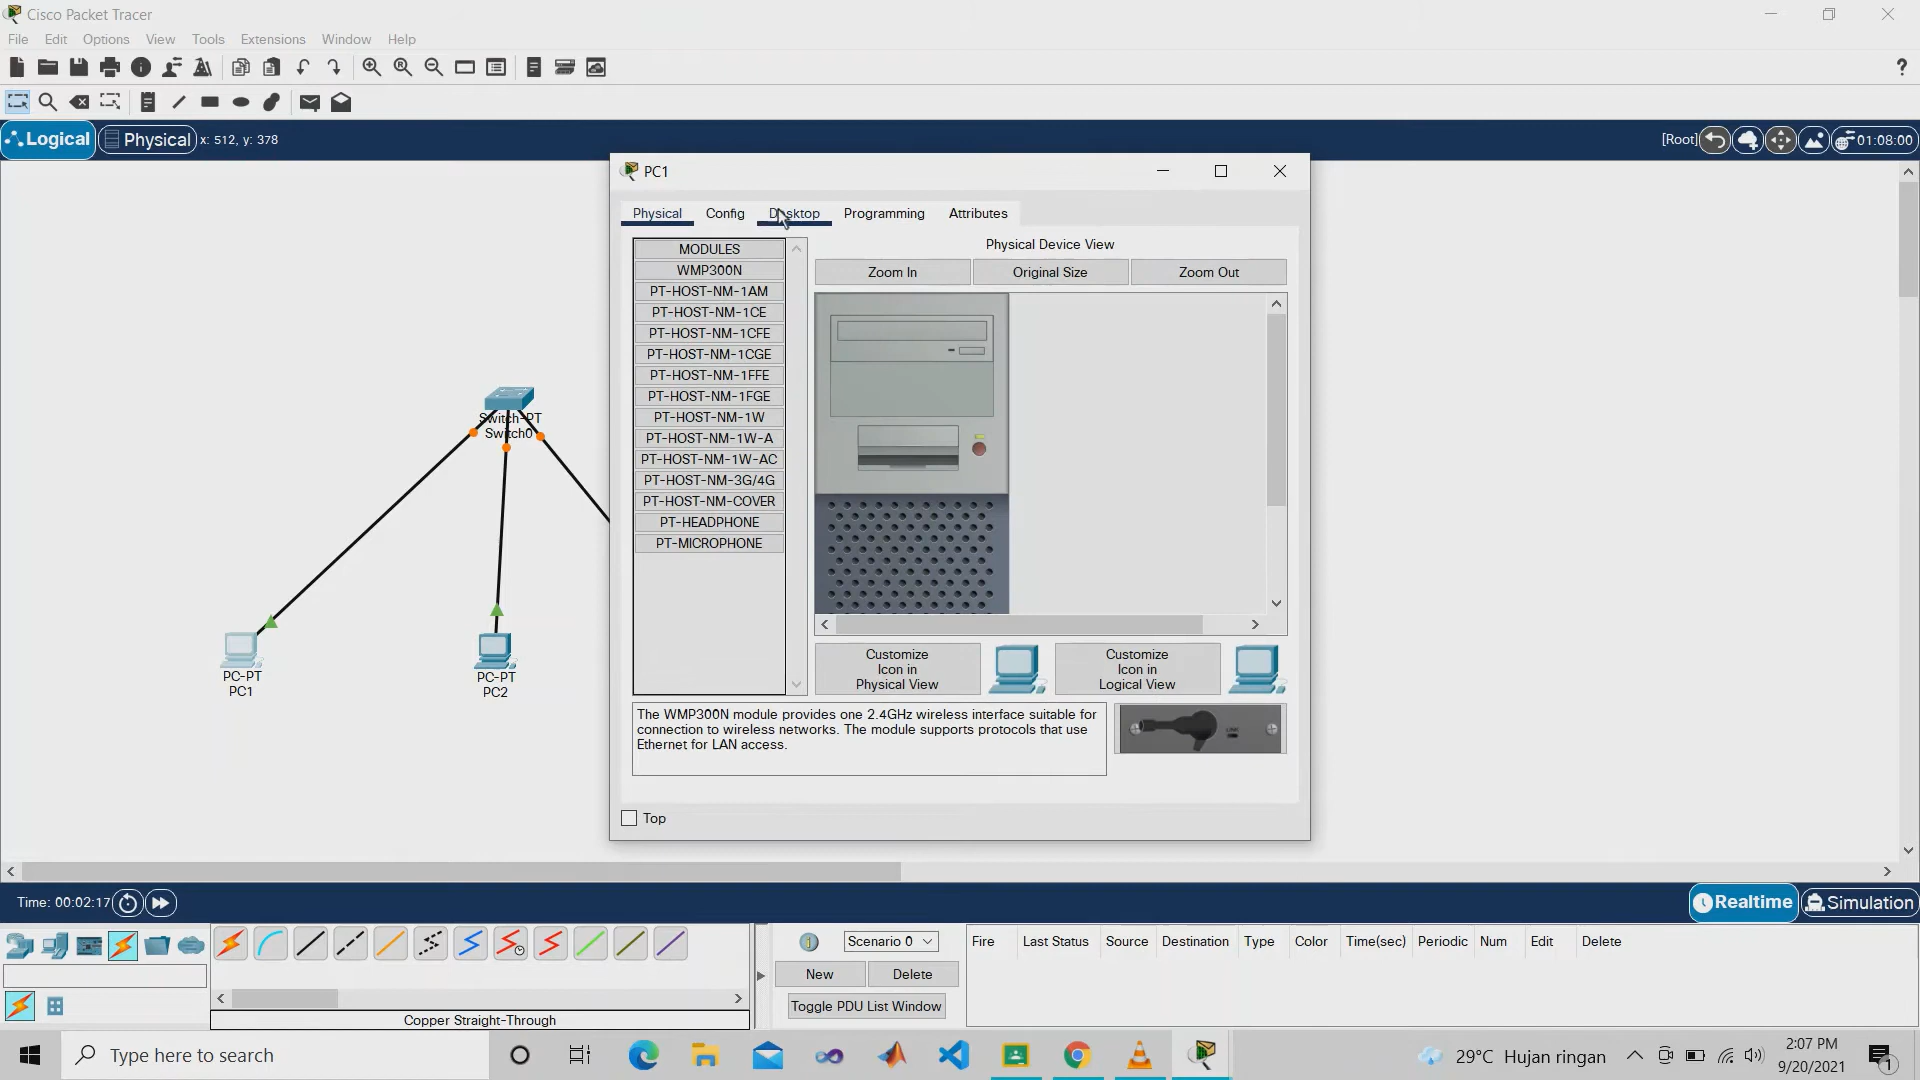 Cisco Packet Tracer
File Edit Options View Tools Extensions Window Help
?
Logical Physical x: 512, y: 378 [Root] 01:08:00
PC1
Physical Config Desktop Programming Attributes
MODULES
WMP300N
PT-HOST-NM-1AM
PT-HOST-NM-1CE
PT-HOST-NM-1CFE
PT-HOST-NM-1CGE
PT-HOST-NM-1FFE
PT-HOST-NM-1FGE
PT-HOST-NM-1W
PT-HOST-NM-1W-A
PT-HOST-NM-1W-AC
PT-HOST-NM-3G/4G
PT-HOST-NM-COVER
PT-HEADPHONE
PT-MICROPHONE
Physical Device View
Zoom In Original Size Zoom Out
Customize
Icon in
Physical View
Customize
Icon in
Logical View
The WMP300N module provides one 2.4GHz wireless interface suitable for
connection to wireless networks. The module supports protocols that use
Ethernet for LAN access.
LINK
Top
Switch-PT
Switch0
PC-PT
PC1
PC-PT
PC2
Time: 00:02:17 Realtime Simulation
Copper Straight-Through
Scenario 0
New Delete
Toggle PDU List Window
Fire Last Status Source Destination Type Color Time(sec) Periodic Num Edit Delete
Type here to search
29°C Hujan ringan
2:07 PM
9/20/2021
1